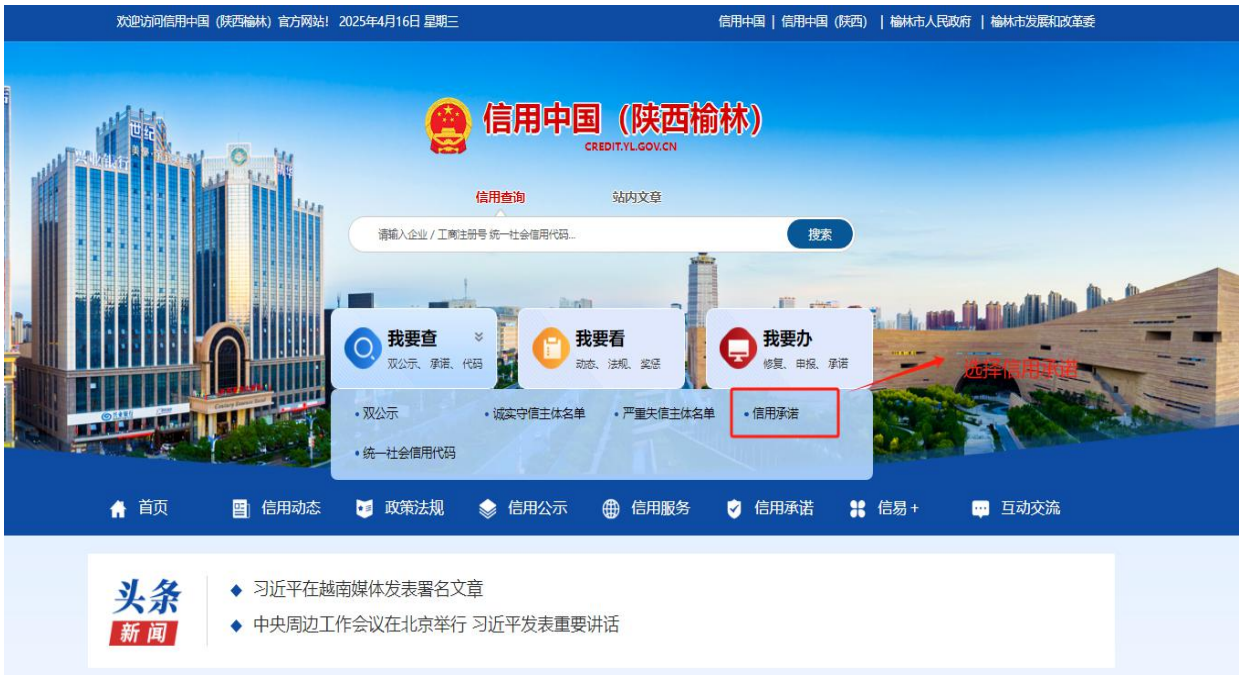 欢迎访问信用中国（陕西榆林）官方网站！ 2025年4月16日 星期三
信用中国 | 信用中国（陕西） | 榆林市人民政府 | 榆林市发展和改革委
信用中国（陕西榆林）
CREDIT.YL.GOV.CN
世纪
兴业银行
信用查询 站内文章
请输入企业 / 工商注册号 统一社会信用代码... 搜索
我要查 我要看 我要办
双公示、承诺、代码 动态、法规、奖惩 修复、申报、承诺
选择信用承诺
•双公示 •诚实守信主体名单 •严重失信主体名单 •信用承诺
•统一社会信用代码
首页 信用动态 政策法规 信用公示 信用服务 信用承诺 信易+ 互动交流
头条
新闻
◆ 习近平在越南媒体发表署名文章
◆ 中央周边工作会议在北京举行 习近平发表重要讲话